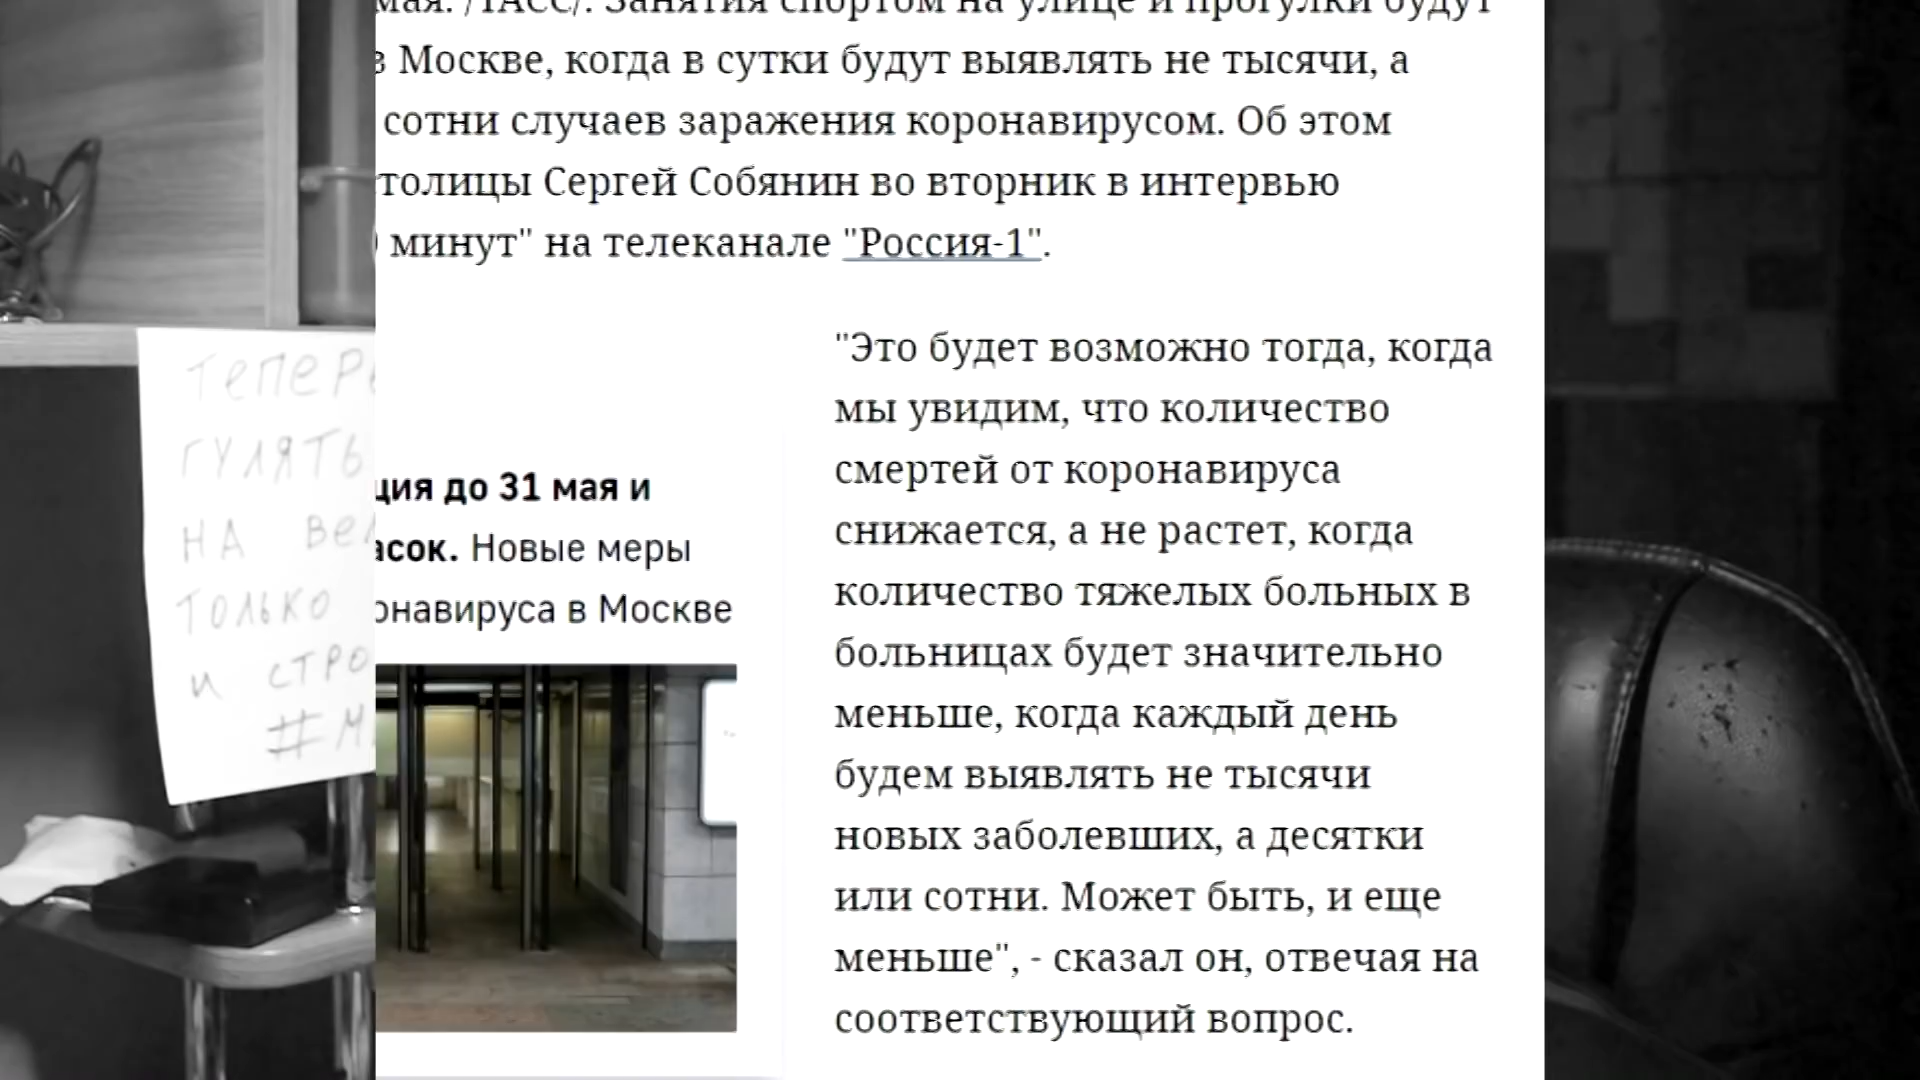 мая. /ТАСС/. Занятия спортом на улице и прогулки будут
в Москве, когда в сутки будут выявлять не тысячи, а
сотни случаев заражения коронавирусом. Об этом
толицы Сергей Собянин во вторник в интервью
минут" на телеканале "Россия-1".
"Это будет возможно тогда, когда
мы увидим, что количество
смертей от коронавируса
снижается, а не растет, когда
количество тяжелых больных в
больницах будет значительно
меньше, когда каждый день
будем выявлять не тысячи
новых заболевших, а десятки
или сотни. Может быть, и еще
меньше", - сказал он, отвечая на
соответствующий вопрос.
ция до 31 мая и
асок. Новые меры
онавируса в Москве
ТЕПЕРЬ
ГУЛЯТЬ
НА вел
ТОЛЬКО
и СТРО
#М